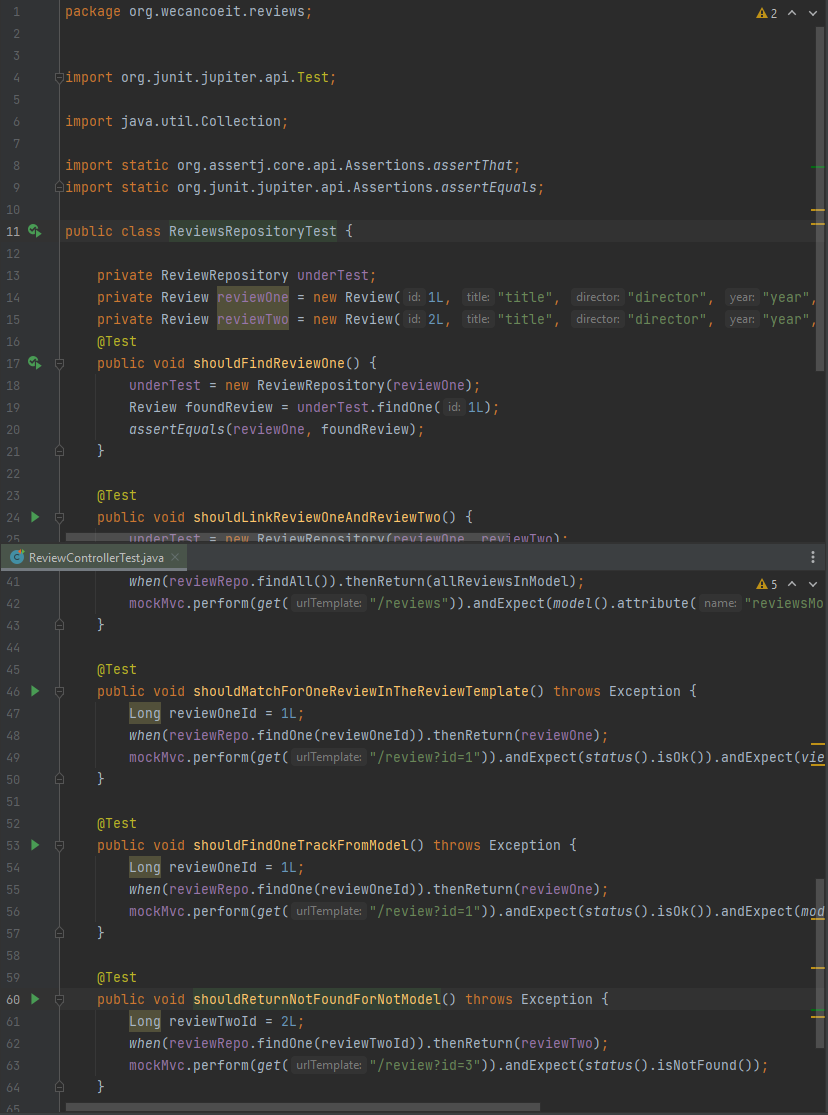 1 package org.wecancoeit.reviews; 2
2
3
4 import org.junit.jupiter.api.Test;
5
6 import java.util.Collection;
7
8 import static org.assertj.core.api.Assertions.assertThat;
9 import static org.junit.jupiter.api.Assertions.assertEquals;
10
11 public class ReviewsRepositoryTest {
12
13 private ReviewRepository underTest;
14 private Review reviewOne = new Review( id: 1L, title: "title", director: "director", year: "year",
15 private Review reviewTwo = new Review( id: 2L, title: "title", director: "director", year: "year",
16 @Test
17 public void shouldFindReviewOne() {
18 underTest = new ReviewRepository(reviewOne);
19 Review foundReview = underTest.findOne( id: 1L);
20 assertEquals(reviewOne, foundReview);
21 }
22
23 @Test
24 public void shouldLinkReviewOneAndReviewTwo() {
25 underTest = new ReviewRepository(reviewOne, reviewTwo);
ReviewControllerTest.java
41 when(reviewRepo.findAll()).thenReturn(allReviewsInModel); 5
42 mockMvc.perform(get( urlTemplate: "/reviews")).andExpect(model().attribute( name: "reviewsMo
43 }
44
45 @Test
46 public void shouldMatchForOneReviewInTheReviewTemplate() throws Exception {
47 Long reviewOneId = 1L;
48 when(reviewRepo.findOne(reviewOneId)).thenReturn(reviewOne);
49 mockMvc.perform(get( urlTemplate: "/review?id=1")).andExpect(status().isOk()).andExpect(vie
50 }
51
52 @Test
53 public void shouldFindOneTrackFromModel() throws Exception {
54 Long reviewOneId = 1L;
55 when(reviewRepo.findOne(reviewOneId)).thenReturn(reviewOne);
56 mockMvc.perform(get( urlTemplate: "/review?id=1")).andExpect(status().isOk()).andExpect(mod
57 }
58
59 @Test
60 public void shouldReturnNotFoundForNotModel() throws Exception {
61 Long reviewTwoId = 2L;
62 when(reviewRepo.findOne(reviewTwoId)).thenReturn(reviewTwo);
63 mockMvc.perform(get( urlTemplate: "/review?id=3")).andExpect(status().isNotFound());
64 }
65